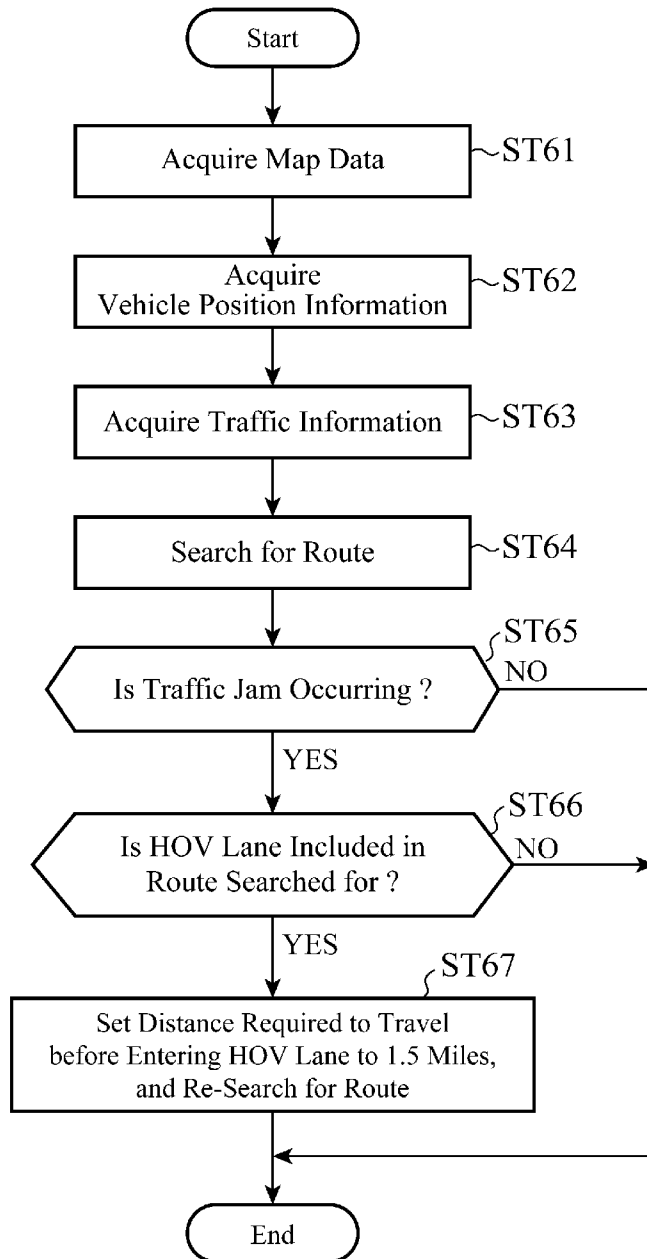 Start
Acquire Map Data
ST61
Acquire
Vehicle Position Information
ST62
Acquire Traffic Information
ST63
Search for Route
ST64
ST65
Is Traffic Jam Occurring ?
NO
YES
ST66
Is HOV Lane Included in
Route Searched for ?
NO
YES
ST67
Set Distance Required to Travel
before Entering HOV Lane to 1.5 Miles,
and Re-Search for Route
End